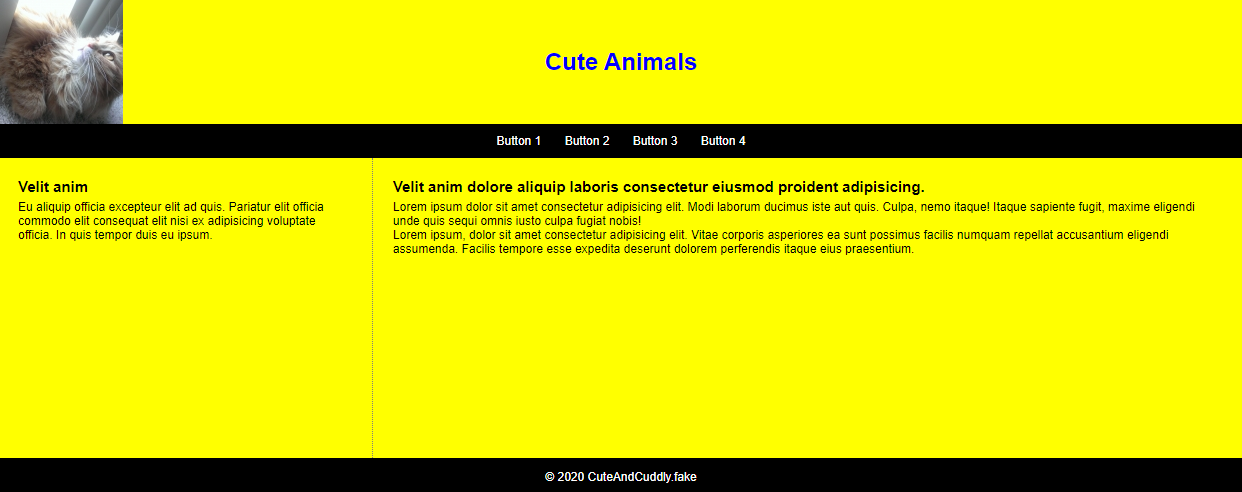 Cute Animals
Button 1 Button 2 Button 3 Button 4
Velit anim
Eu aliquip officia excepteur elit ad quis. Pariatur elit officia
commodo elit consequat elit nisi ex adipisicing voluptate
officia. In quis tempor duis eu ipsum.
Velit anim dolore aliquip laboris consectetur eiusmod proident adipisicing.
Lorem ipsum dolor sit amet consectetur adipisicing elit. Modi laborum ducimus iste aut quis. Culpa, nemo itaque! Itaque sapiente fugit, maxime eligendi
unde quis sequi omnis iusto culpa fugiat nobis!
Lorem ipsum, dolor sit amet consectetur adipisicing elit. Vitae corporis asperiores ea sunt possimus facilis numquam repellat accusantium eligendi
assumenda. Facilis tempore esse expedita deserunt dolorem perferendis itaque eius praesentium.
© 2020 CuteAndCuddly.fake